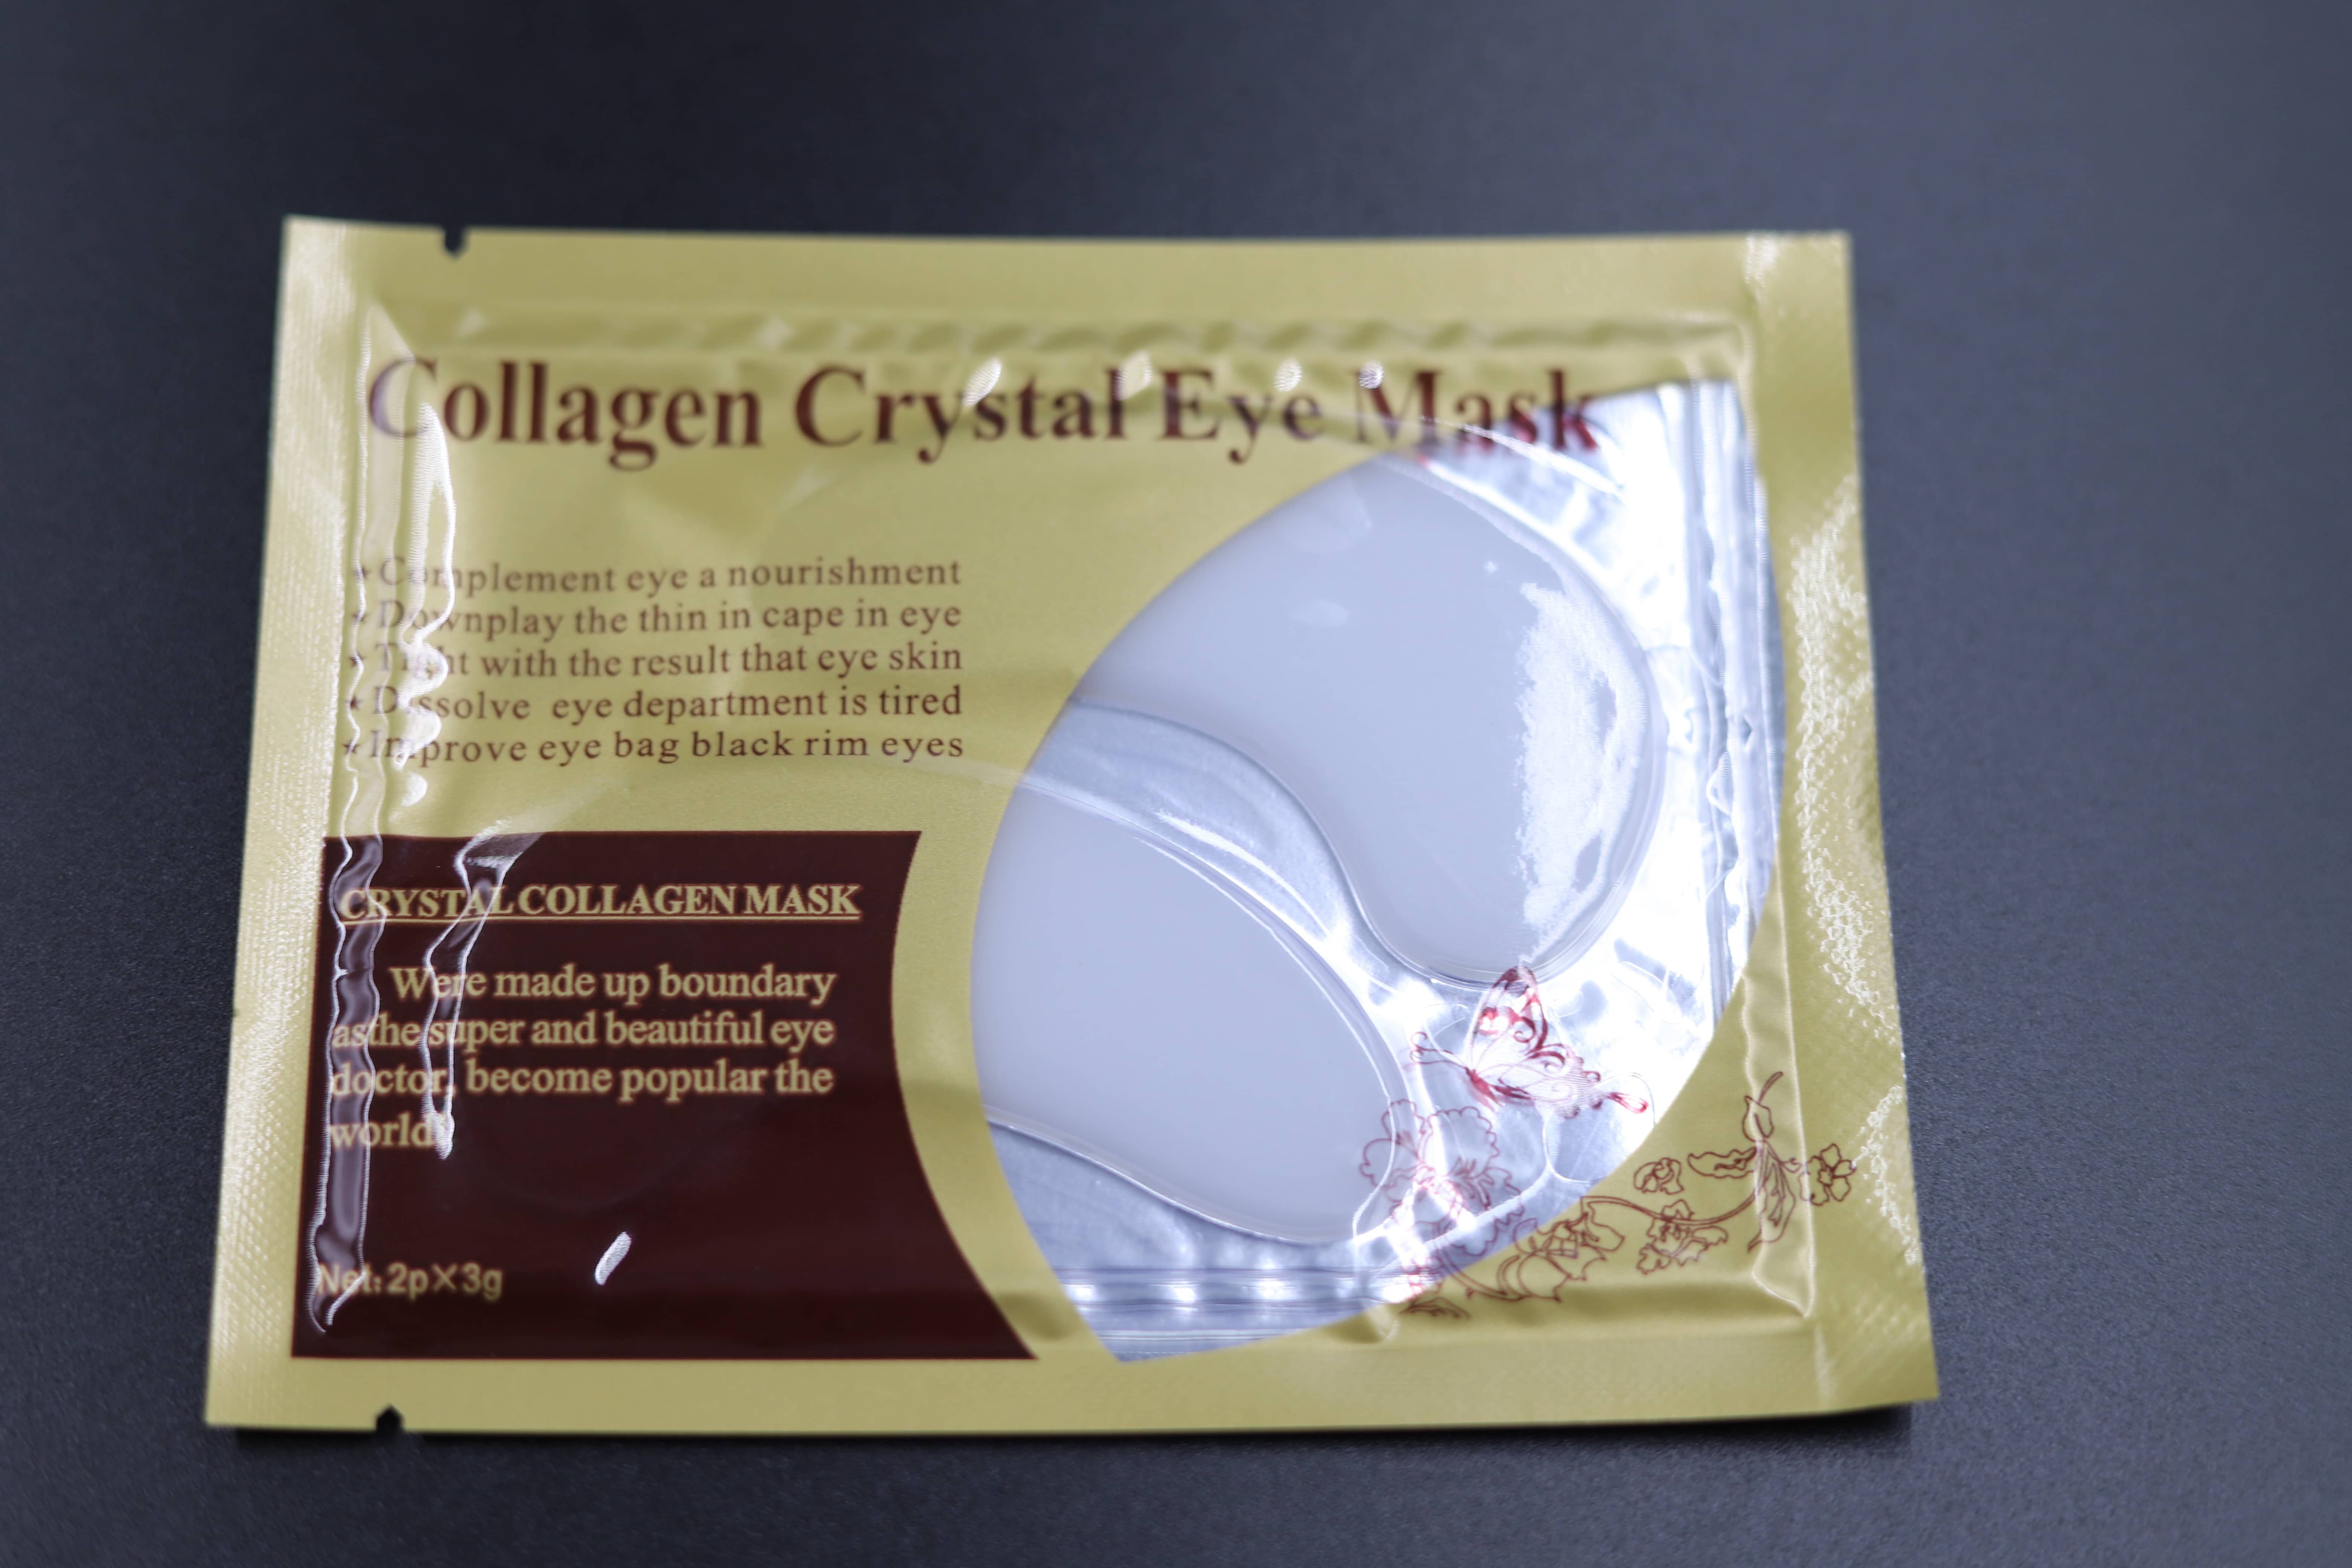 Collagen Crystal Eye Mask
★Complement eye a nourishment
★Downplay the thin in cape in eye
★Tight with the result that eye skin
★Dissolve eye department is tired
★Improve eye bag black rim eyes
CRYSTAL COLLAGEN MASK
Were made up boundary
asthe super and beautiful eye
doctor, become popular the
world.
Net: 2p×3g